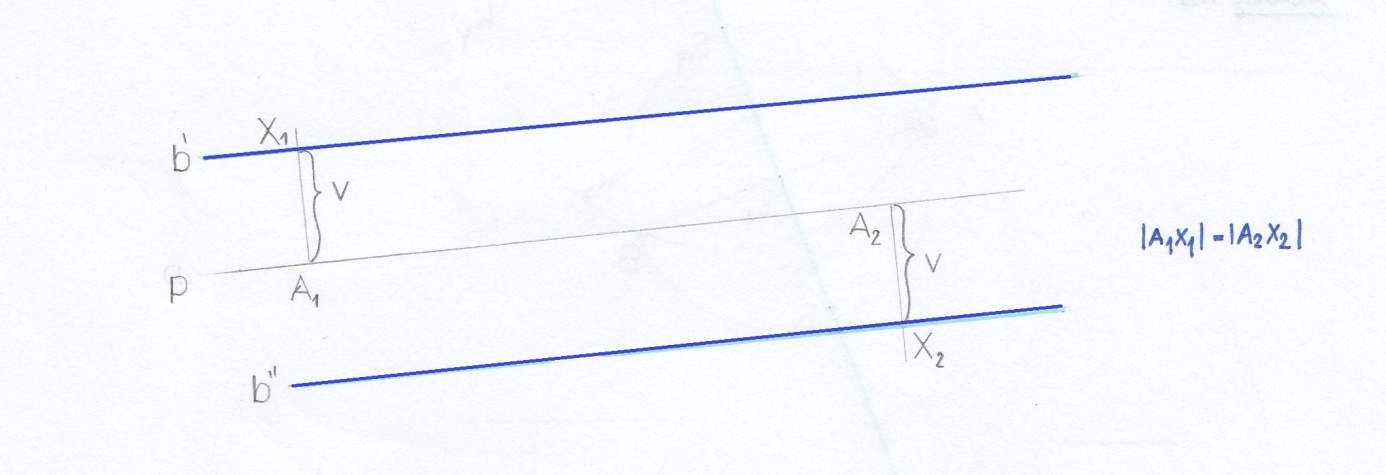 X₁
b'
v
A₂
|A₁X₁| = |A₂X₂|
v
p
A₁
X₂
b"